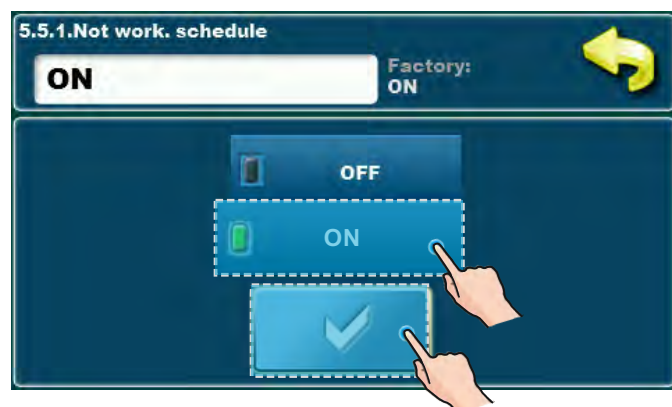 5.5.1.Not work. schedule
ON
Factory:
ON
OFF
ON